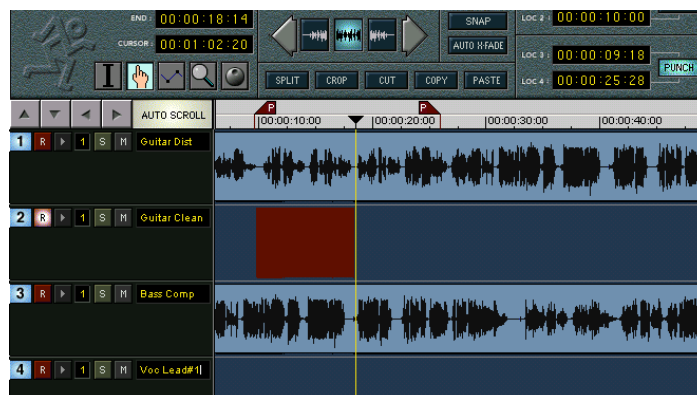 END : 00:00:18:14
CURSOR : 00:01:02:20
SNAP
AUTO X-FADE
SPLIT CROP CUT COPY PASTE
LOC 2 : 00:00:10:00
LOC 3 : 00:00:09:18
LOC 4 : 00:00:25:28
PUNCH
AUTO SCROLL
P P
00:00:10:00 00:00:20:00 00:00:30:00 00:00:40:00
1 R 1 S M Guitar Dist
2 R 1 S M Guitar Clean
3 R 1 S M Bass Comp
4 R 1 S M Voc Lead#1